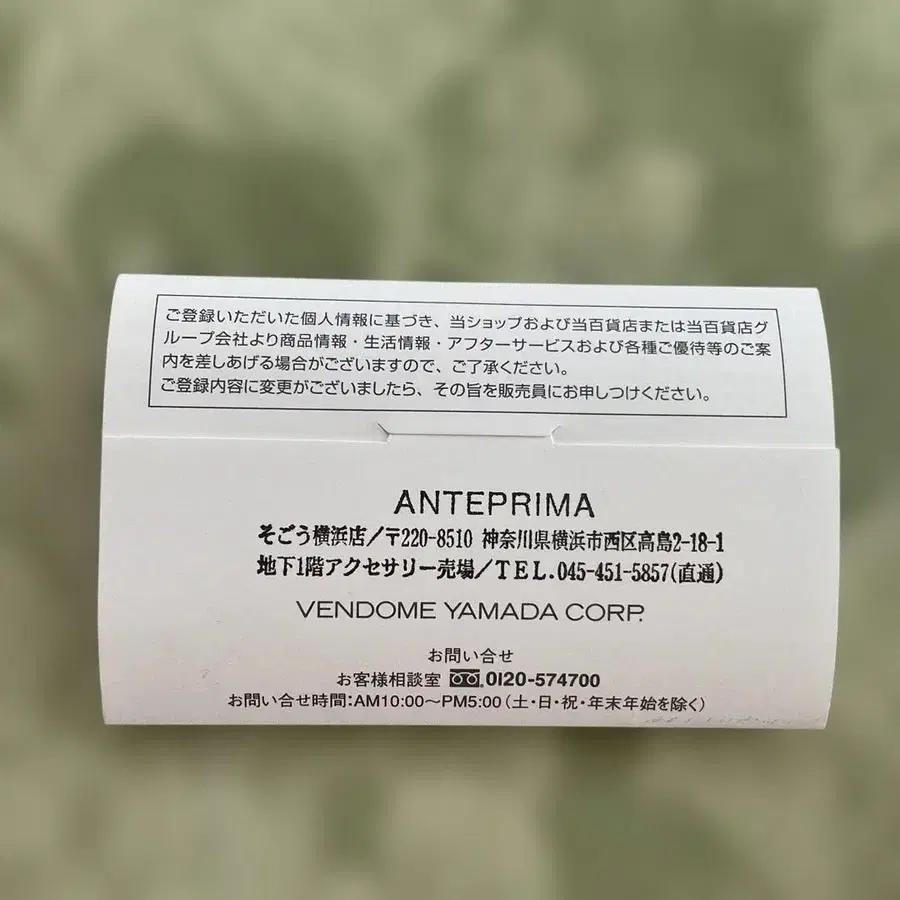 ご登録いただいた個人情報に基づき、当ショップおよび当百貨店または当百貨店グ
ループ会社より商品情報・生活情報・アフターサービスおよび各種ご優待等のご案
内を差しあげる場合がございますので、ご了承ください。
ご登録内容に変更がございましたら、その旨を販売員にお申しつけください。
ANTEPRIMA
そごう横浜店/〒220-8510 神奈川県横浜市西区高島2-18-1
地下1階アクセサリー売場/TEL.045-451-5857(直通)
VENDOME YAMADA CORP.
お問い合せ
お客様相談室 0120-574700
お問い合せ時間:AM10:00〜PM5:00(土・日・祝・年末年始を除く)